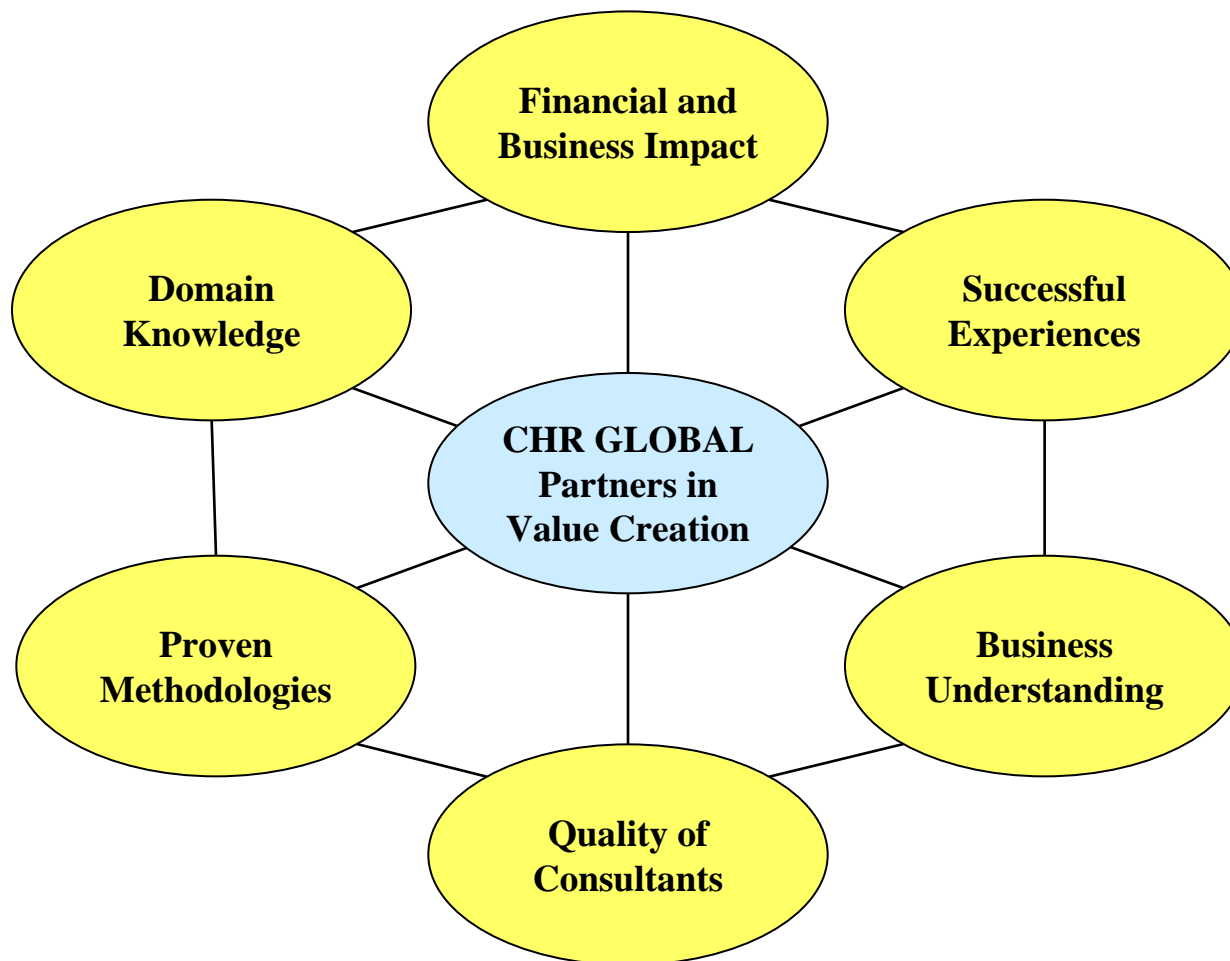 Financial and
Business Impact
Domain
Knowledge
Successful
Experiences
CHR GLOBAL
Partners in
Value Creation
Proven
Methodologies
Business
Understanding
Quality of
Consultants